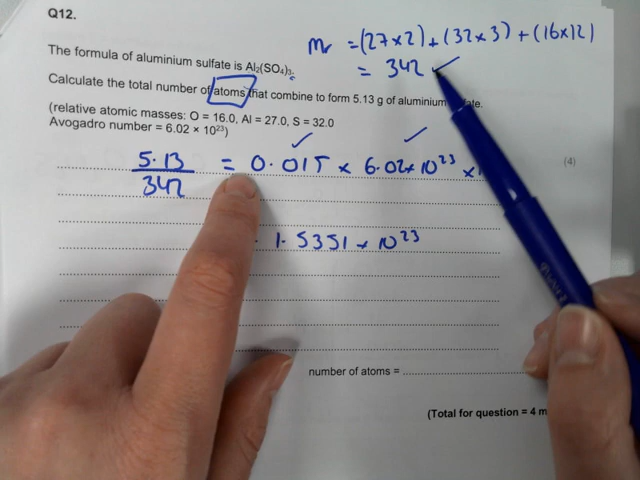 Q12.
Mr = (27×2) + (32×3) + (16×12)
The formula of aluminium sulfate is Al₂(SO₄)₃.
= 342 ✓
Calculate the total number of atoms that combine to form 5.13 g of aluminium
(relative atomic masses: O = 16.0, Al = 27.0, S = 32.0
Avogadro number = 6.02 × 10²³)
(4)
5.13 / 342 = 0.015 × 6.02 × 10²³ ×
1.5351 × 10²³
number of atoms = ........................
(Total for question = 4 m